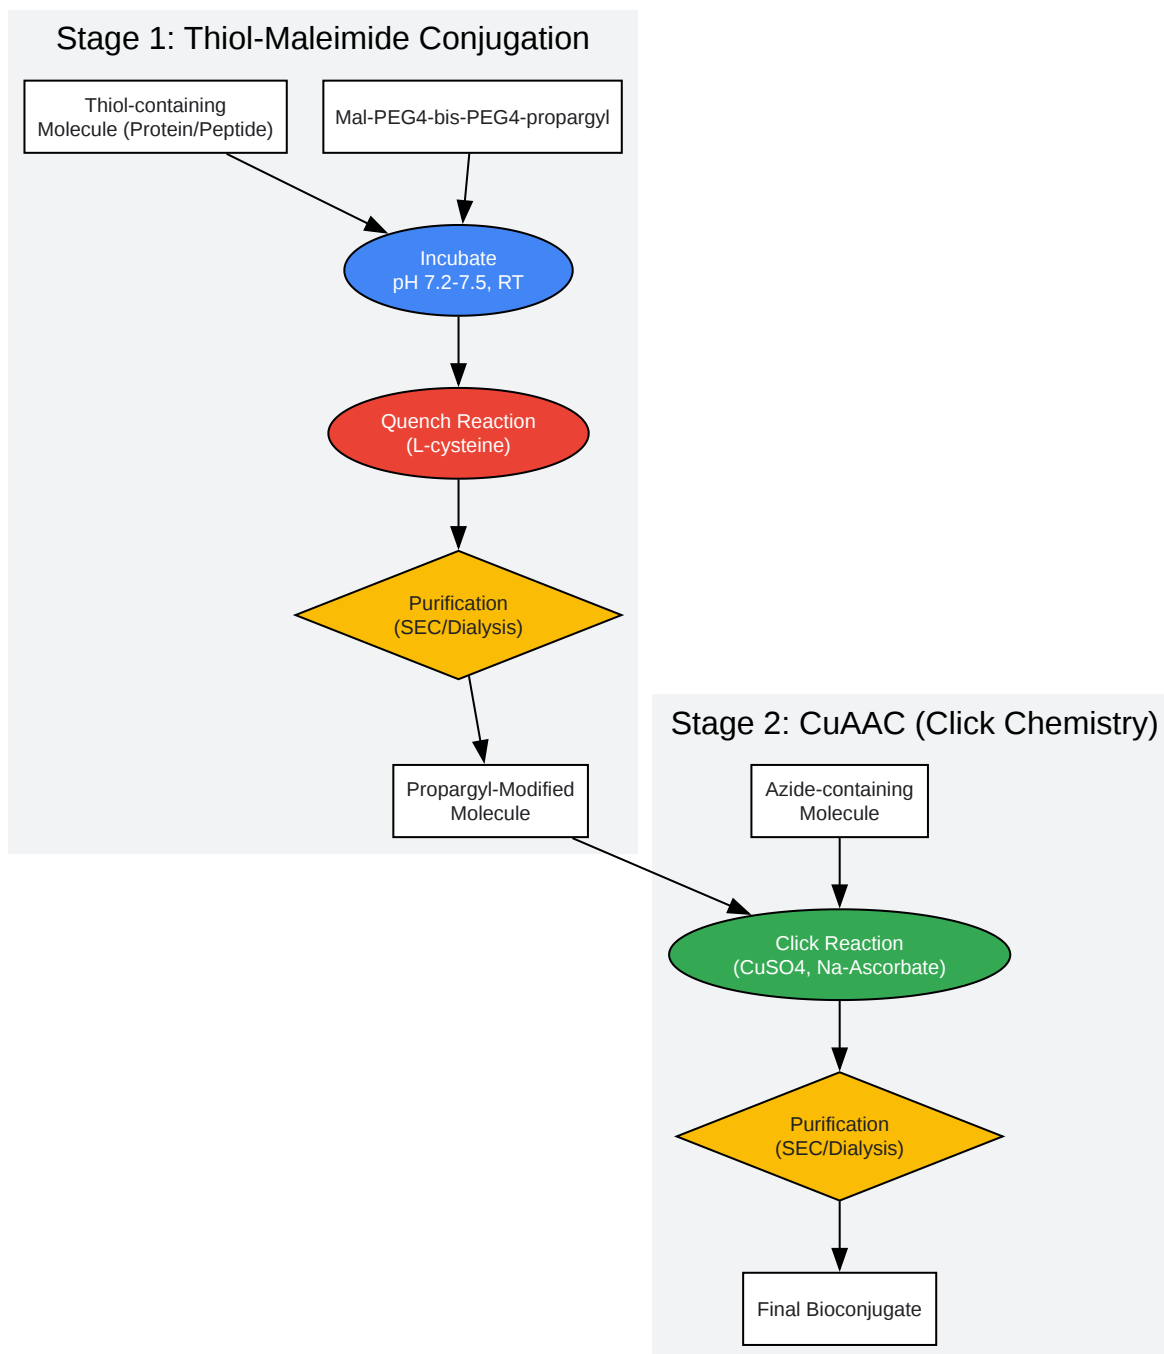 Stage 1: Thiol-Maleimide Conjugation
Thiol-containing
Molecule (Protein/Peptide)
Mal-PEG4-bis-PEG4-propargyl
Incubate
pH 7.2-7.5, RT
Quench Reaction
(L-cysteine)
Purification
(SEC/Dialysis)
Propargyl-Modified
Molecule
Stage 2: CuAAC (Click Chemistry)
Azide-containing
Molecule
Click Reaction
(CuSO4, Na-Ascorbate)
Purification
(SEC/Dialysis)
Final Bioconjugate